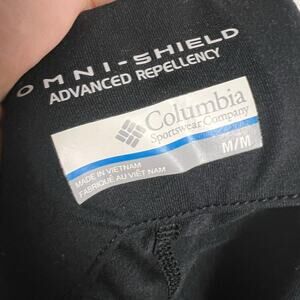 OMNI-SHIELD
ADVANCED REPELLENCY
Columbia
Sportswear Company
MADE IN VIETNAM
FABRIQUÉ AU VIÊT NAM
M/M